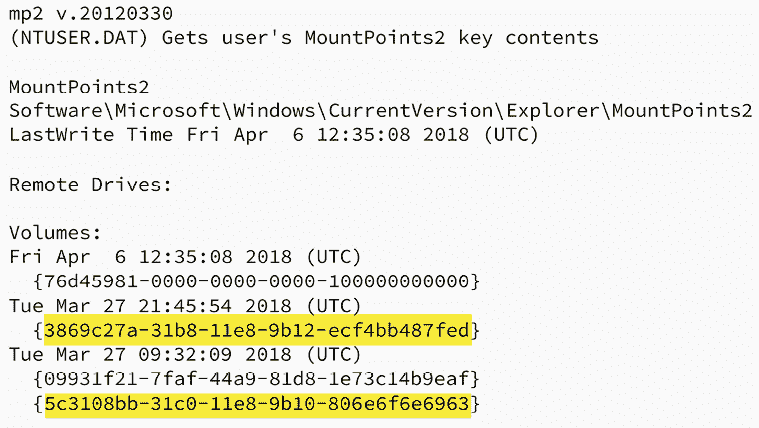 mp2 v.20120330
(NTUSER.DAT) Gets user's MountPoints2 key contents
MountPoints2
Software\Microsoft\Windows\CurrentVersion\Explorer\MountPoints2
LastWrite Time Fri Apr  6 12:35:08 2018 (UTC)
Remote Drives:
Volumes:
Fri Apr  6 12:35:08 2018 (UTC)
{76d45981-0000-0000-0000-100000000000}
Tue Mar 27 21:45:54 2018 (UTC)
{3869c27a-31b8-11e8-9b12-ecf4bb487fed}
Tue Mar 27 09:32:09 2018 (UTC)
{09931f21-7faf-44a9-81d8-1e73c14b9eaf}
{5c3108bb-31c0-11e8-9b10-806e6f6e6963}